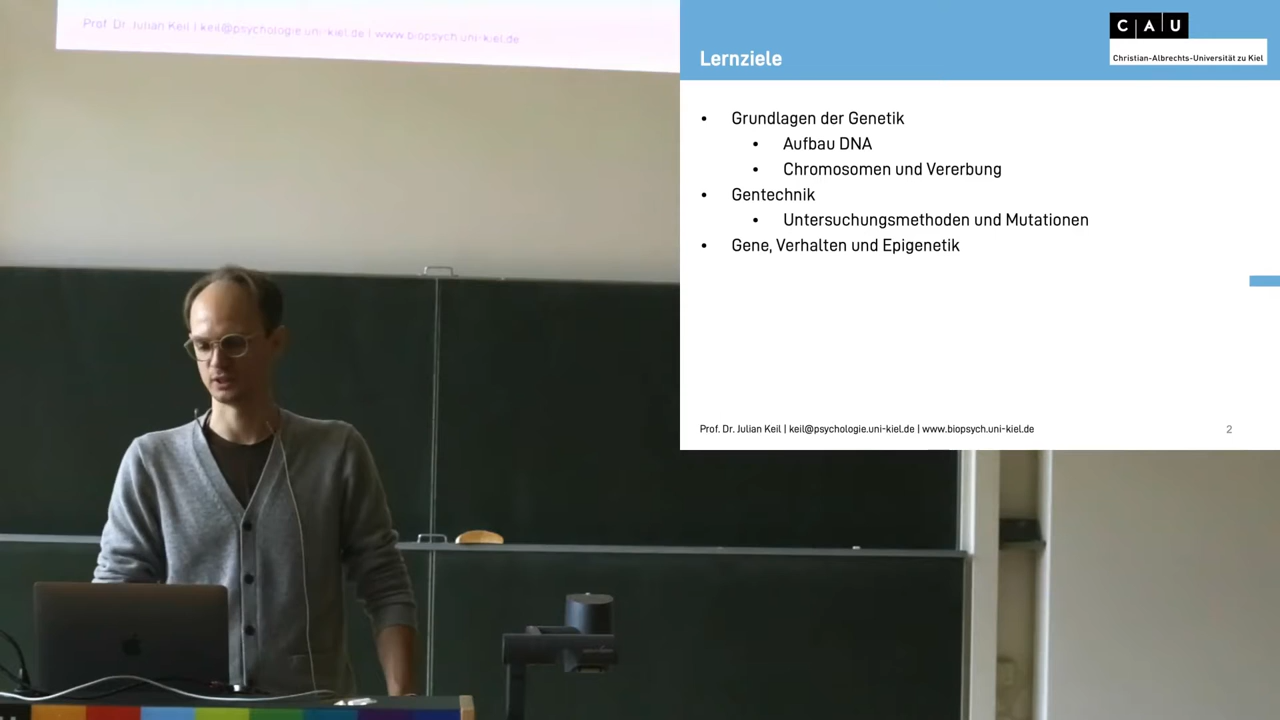 Prof. Dr. Julian Keil | keil@psychologie.uni-kiel.de | www.biopsych.uni-kiel.de
Lernziele
C|A|U
Christian-Albrechts-Universität zu Kiel
• Grundlagen der Genetik
• Aufbau DNA
• Chromosomen und Vererbung
• Gentechnik
• Untersuchungsmethoden und Mutationen
• Gene, Verhalten und Epigenetik
Prof. Dr. Julian Keil | keil@psychologie.uni-kiel.de | www.biopsych.uni-kiel.de
2